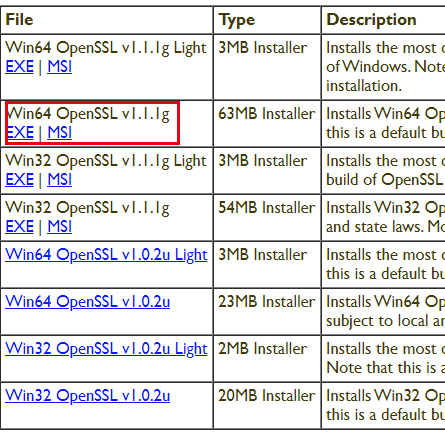 File Type Description
Win64 OpenSSL v1.1.1g Light 3MB Installer Installs the most c
EXE | MSI of Windows. Note
installation.
Win64 OpenSSL v1.1.1g 63MB Installer Installs Win64 Op
EXE | MSI this is a default bu
Win32 OpenSSL v1.1.1g Light 3MB Installer Installs the most c
EXE | MSI build of OpenSSL
Win32 OpenSSL v1.1.1g 54MB Installer Installs Win32 Op
EXE | MSI and state laws. Mo
Win64 OpenSSL v1.0.2u Light 3MB Installer Installs the most c
this is a default bu
Win64 OpenSSL v1.0.2u 23MB Installer Installs Win64 Op
subject to local an
Win32 OpenSSL v1.0.2u Light 2MB Installer Installs the most c
Note that this is a
Win32 OpenSSL v1.0.2u 20MB Installer Installs Win32 Op
this is a default bu